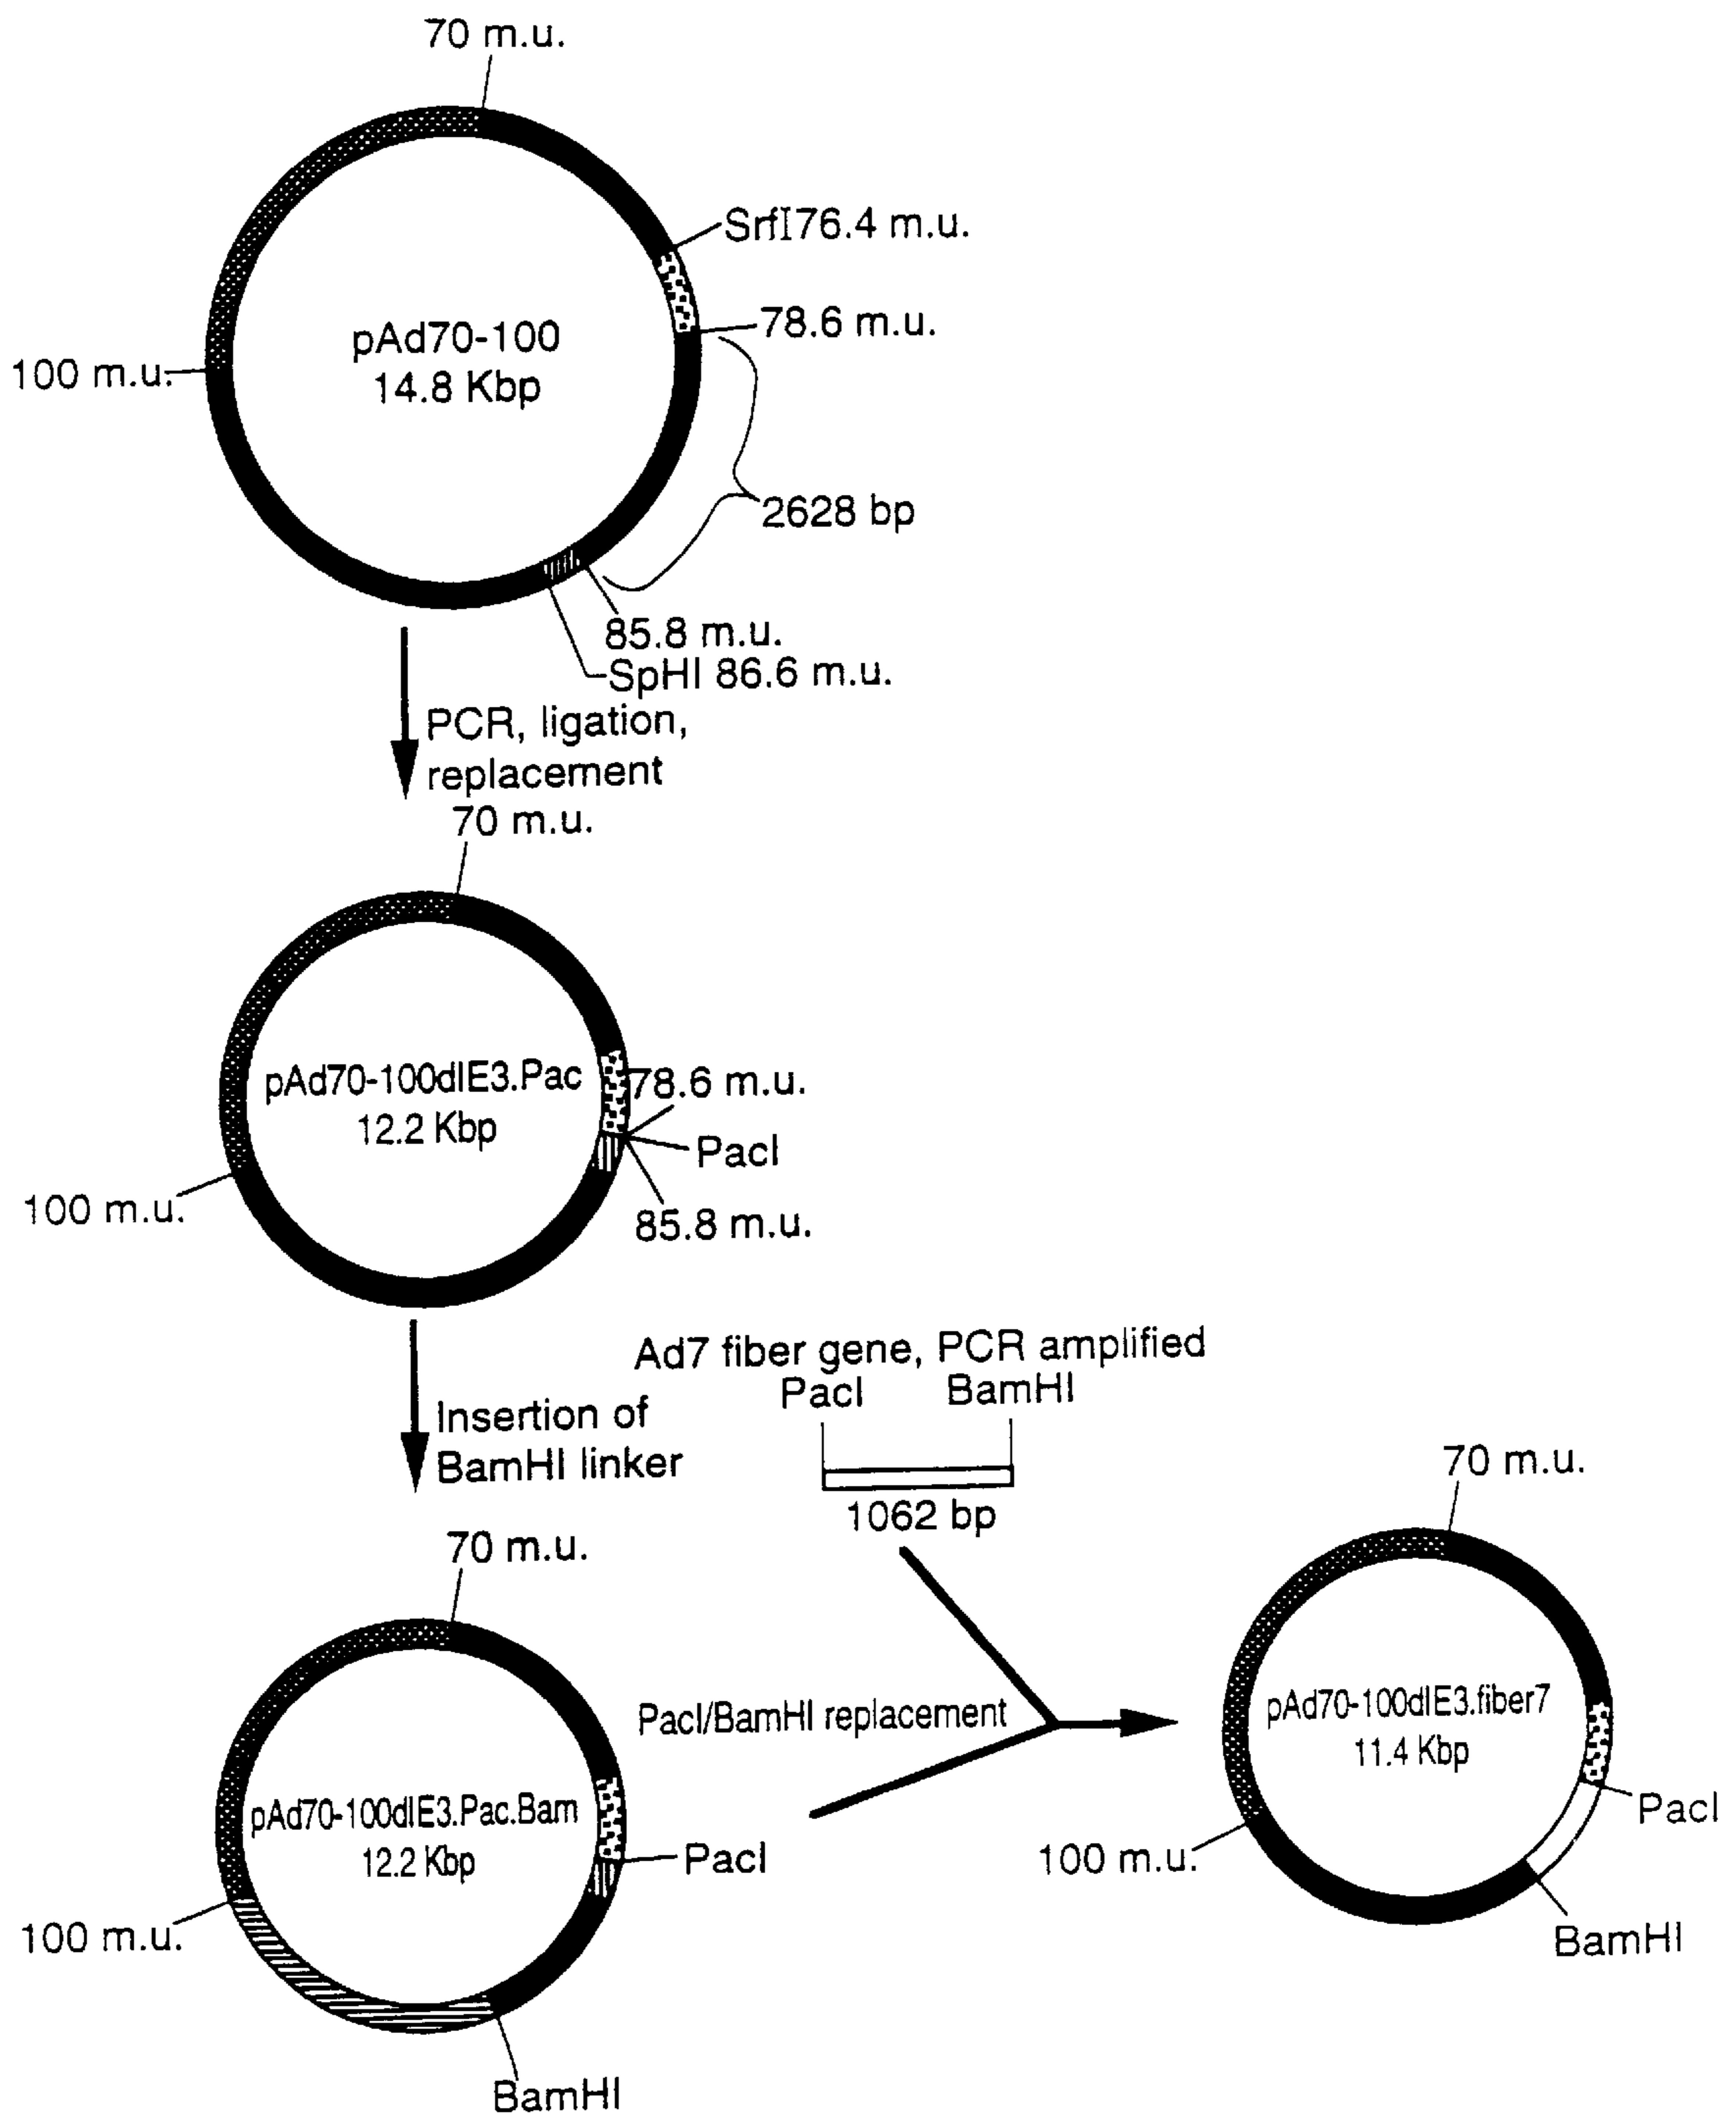 70 m.u.
SrfI76.4 m.u.
78.6 m.u.
pAd70-100
14.8 Kbp
100 m.u.
2628 bp
85.8 m.u.
SpHI 86.6 m.u.
PCR, ligation,
replacement
70 m.u.
pAd70-100dlE3.Pac
12.2 Kbp
78.6 m.u.
PacI
100 m.u.
85.8 m.u.
Insertion of
BamHI linker
Ad7 fiber gene, PCR amplified
PacI BamHI
1062 bp
70 m.u.
70 m.u.
PacI/BamHI replacement
pAd70-100dlE3.fiber7
11.4 Kbp
pAd70-100dlE3.Pac.Bam
12.2 Kbp
PacI
PacI
100 m.u.
100 m.u.
BamHI
BamHI